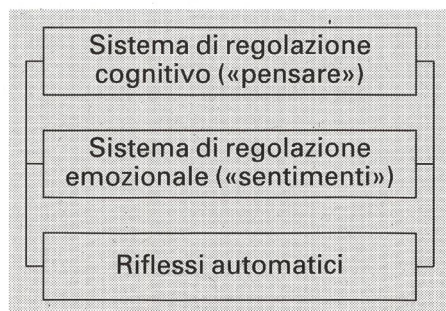 Sistema di regolazione
cognitivo («pensare»)
Sistema di regolazione
emozionale («sentimenti»)
Riflessi automatici